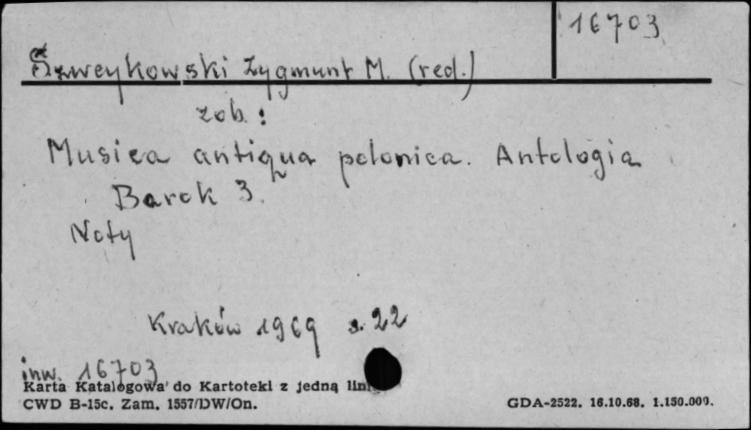 16703
Szweykowski Zygmunt M. (red.)
zob.:
Musica antiqua polonica. Antologia
Barok 3.
Nuty
Kraków 1969 s. 22
inw. 16703
Karta Katalogowa do Kartoteki z jedną
CWD B-15c. Zam. 1557/DW/On.
GDA-2522. 16.10.68. 1.150.000.